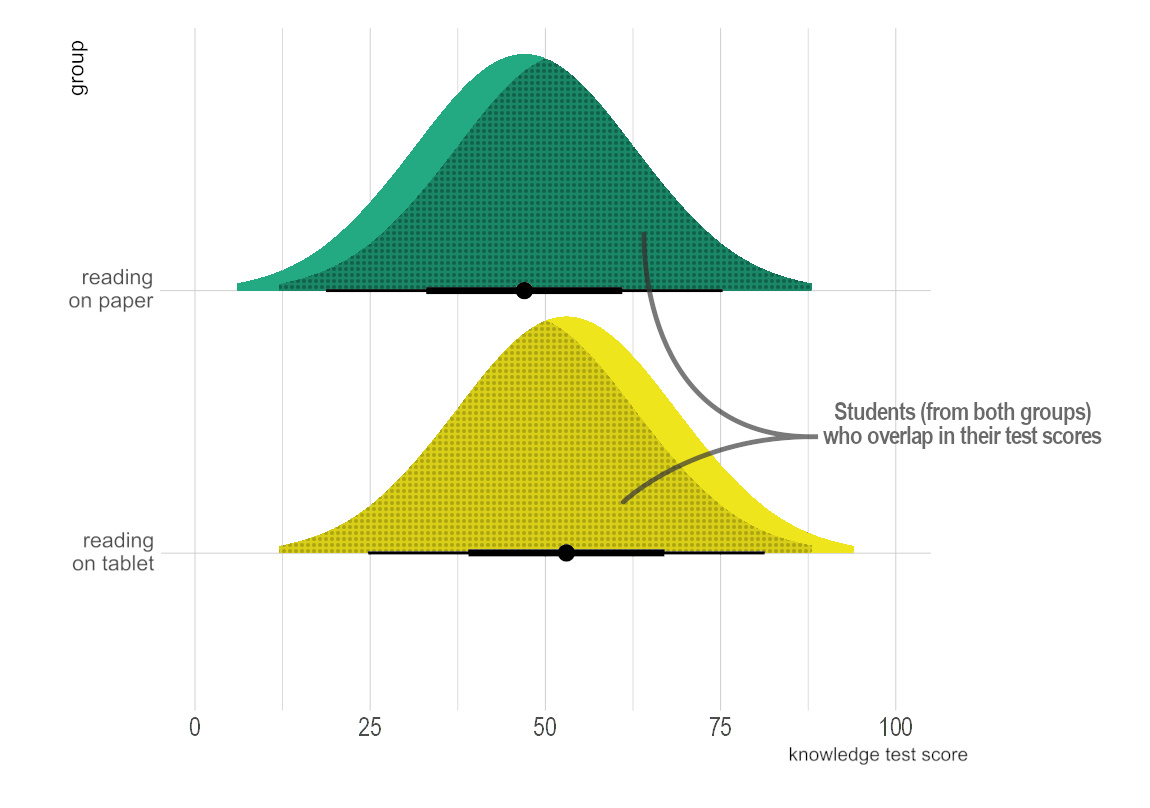 group
reading
on paper
Students (from both groups)
who overlap in their test scores
reading
on tablet
0 25 50 75 100
knowledge test score